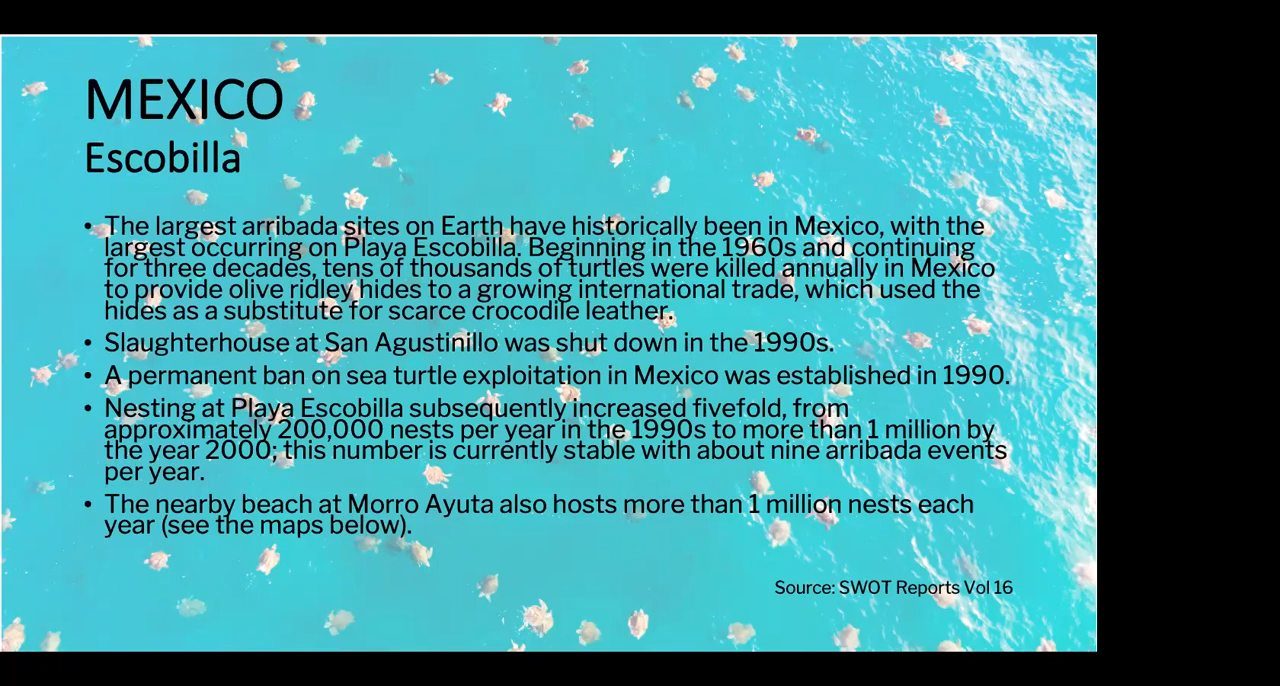 MEXICO
Escobilla
• The largest arribada sites on Earth have historically been in Mexico, with the
largest occurring on Playa Escobilla. Beginning in the 1960s and continuing
for three decades, tens of thousands of turtles were killed annually in Mexico
to provide olive ridley hides to a growing international trade, which used the
hides as a substitute for scarce crocodile leather.
• Slaughterhouse at San Agustinillo was shut down in the 1990s.
• A permanent ban on sea turtle exploitation in Mexico was established in 1990.
• Nesting at Playa Escobilla subsequently increased fivefold, from
approximately 200,000 nests per year in the 1990s to more than 1 million by
the year 2000; this number is currently stable with about nine arribada events
per year.
• The nearby beach at Morro Ayuta also hosts more than 1 million nests each
year (see the maps below).
Source: SWOT Reports Vol 16